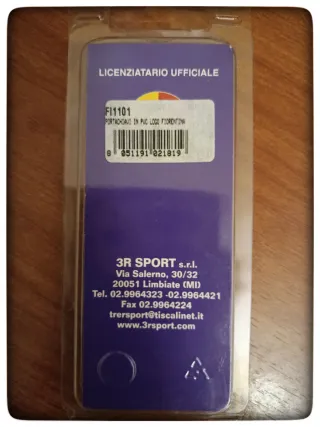 LICENZIATARIO UFFICIALE
FI1101
PORTACHIAVI IN PVC LOGO FIORENTINA
8 051191 021819
3R SPORT s.r.l.
Via Salerno, 30/32
20051 Limbiate (MI)
Tel. 02.9964323 -02.9964421
Fax 02.9964224
trersport@tiscalinet.it
www.3rsport.com